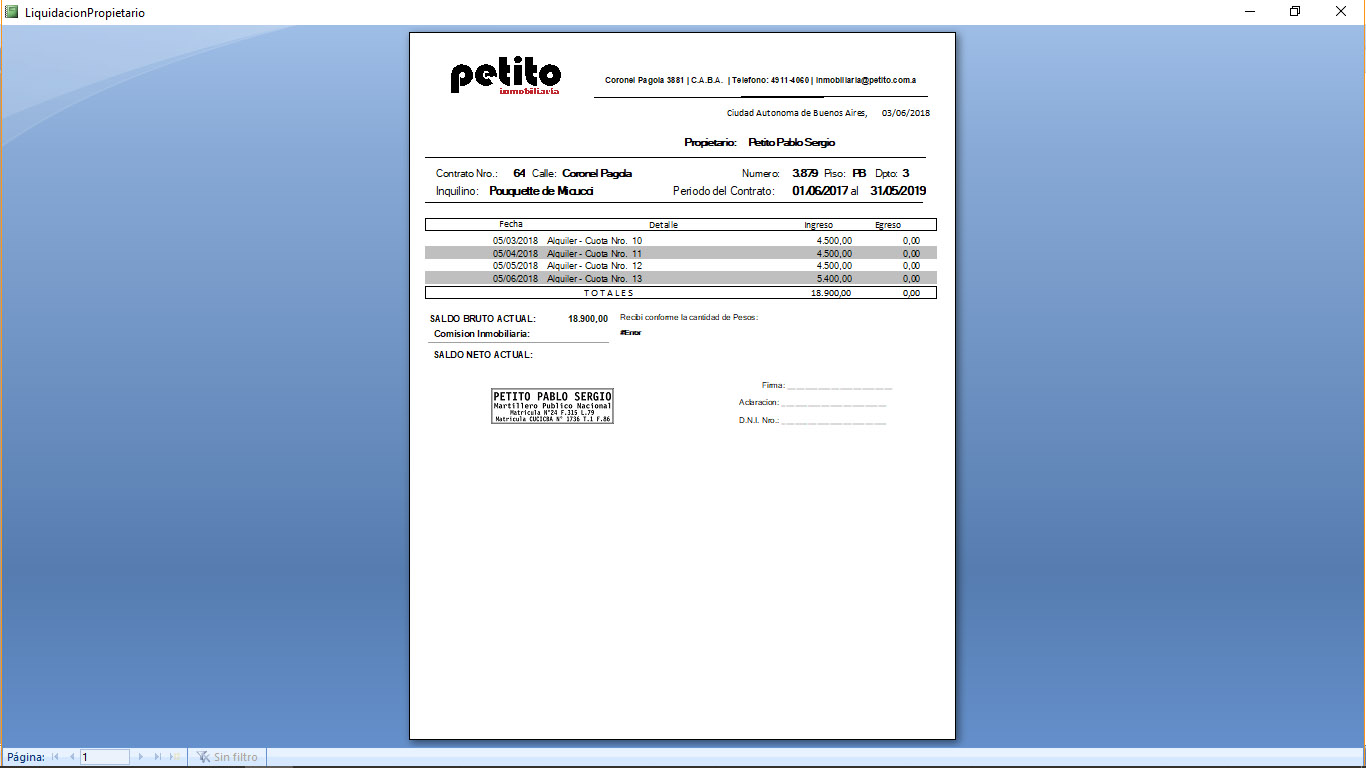 LiquidacionPropietario
petito
inmobiliaria
Coronel Pagola 3881 | C.A.B.A. | Telefono: 4911-4060 | inmobiliaria@petito.com.a
Ciudad Autonoma de Buenos Aires, 03/06/2018
Propietario: Petito Pablo Sergio
Contrato Nro.: 64 Calle: Coronel Pagola Numero: 3.879 Piso: PB Dpto: 3
Inquilino: Pouquette de Micucci Periodo del Contrato: 01/06/2017 al 31/05/2019
Fecha Detalle Ingreso Egreso
05/03/2018 Alquiler - Cuota Nro. 10 4.500,00 0,00
05/04/2018 Alquiler - Cuota Nro. 11 4.500,00 0,00
05/05/2018 Alquiler - Cuota Nro. 12 4.500,00 0,00
05/06/2018 Alquiler - Cuota Nro. 13 5.400,00 0,00
TOTALES 18.900,00 0,00
SALDO BRUTO ACTUAL: 18.900,00 Recibi conforme la cantidad de Pesos:
Comision Inmobiliaria: #Error
SALDO NETO ACTUAL:
Firma: ________________________
Aclaracion: ________________________
D.N.I. Nro.: ________________________
PETITO PABLO SERGIO
Martillero Publico Nacional
Matricula N°24 F.315 L.79
Matricula CUCICBA N° 1736 T.1 F.86
Página: 1 Sin filtro